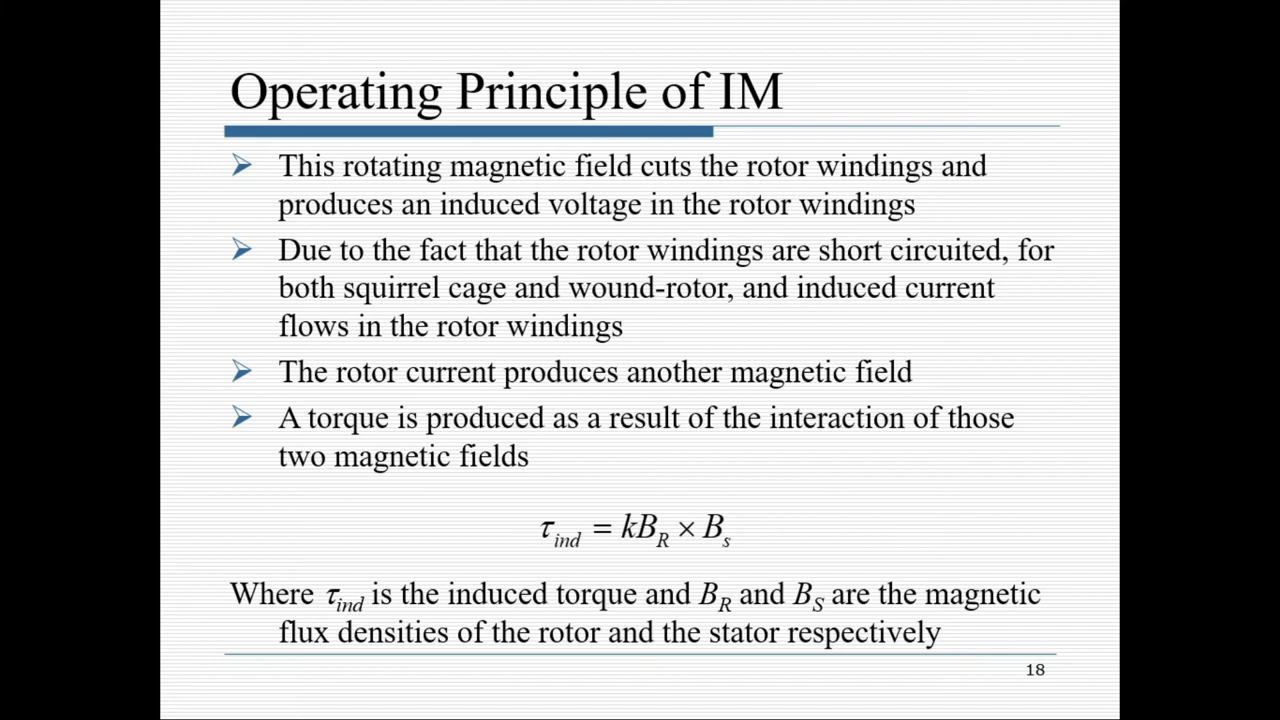 Operating Principle of IM
This rotating magnetic field cuts the rotor windings and
produces an induced voltage in the rotor windings
Due to the fact that the rotor windings are short circuited, for
both squirrel cage and wound-rotor, and induced current
flows in the rotor windings
The rotor current produces another magnetic field
A torque is produced as a result of the interaction of those
two magnetic fields
τ_ind = kB_R × B_s
Where τ_ind is the induced torque and B_R and B_S are the magnetic
flux densities of the rotor and the stator respectively
18